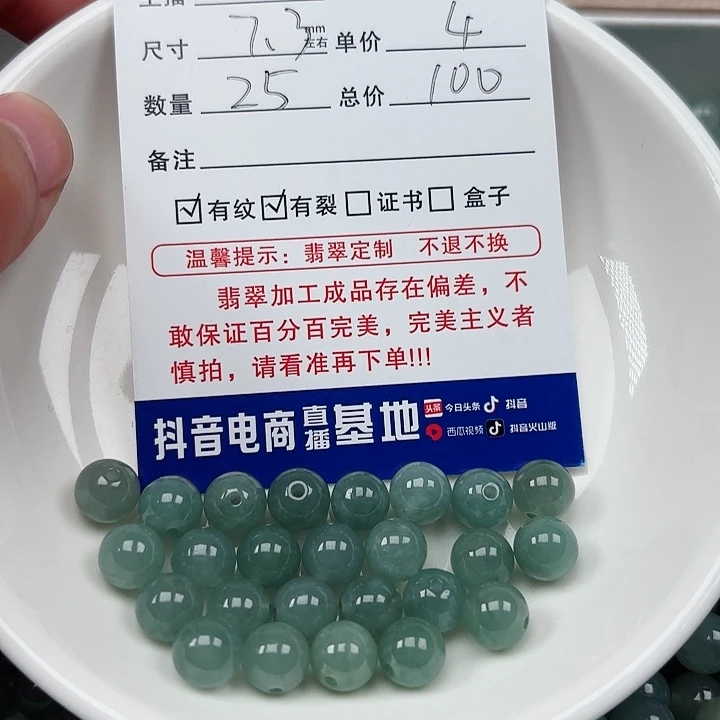 主播
尺寸 7.3 mm左右 单价 4
数量 25 总价 100
备注
☑有纹☑有裂☐证书☐盒子
温馨提示：翡翠定制 不退不换
翡翠加工成品存在偏差，不
敢保证百分百完美，完美主义者
慎拍，请看准再下单!!!
抖音电商直播基地 头条 今日头条 抖音
西瓜视频 抖音火山版